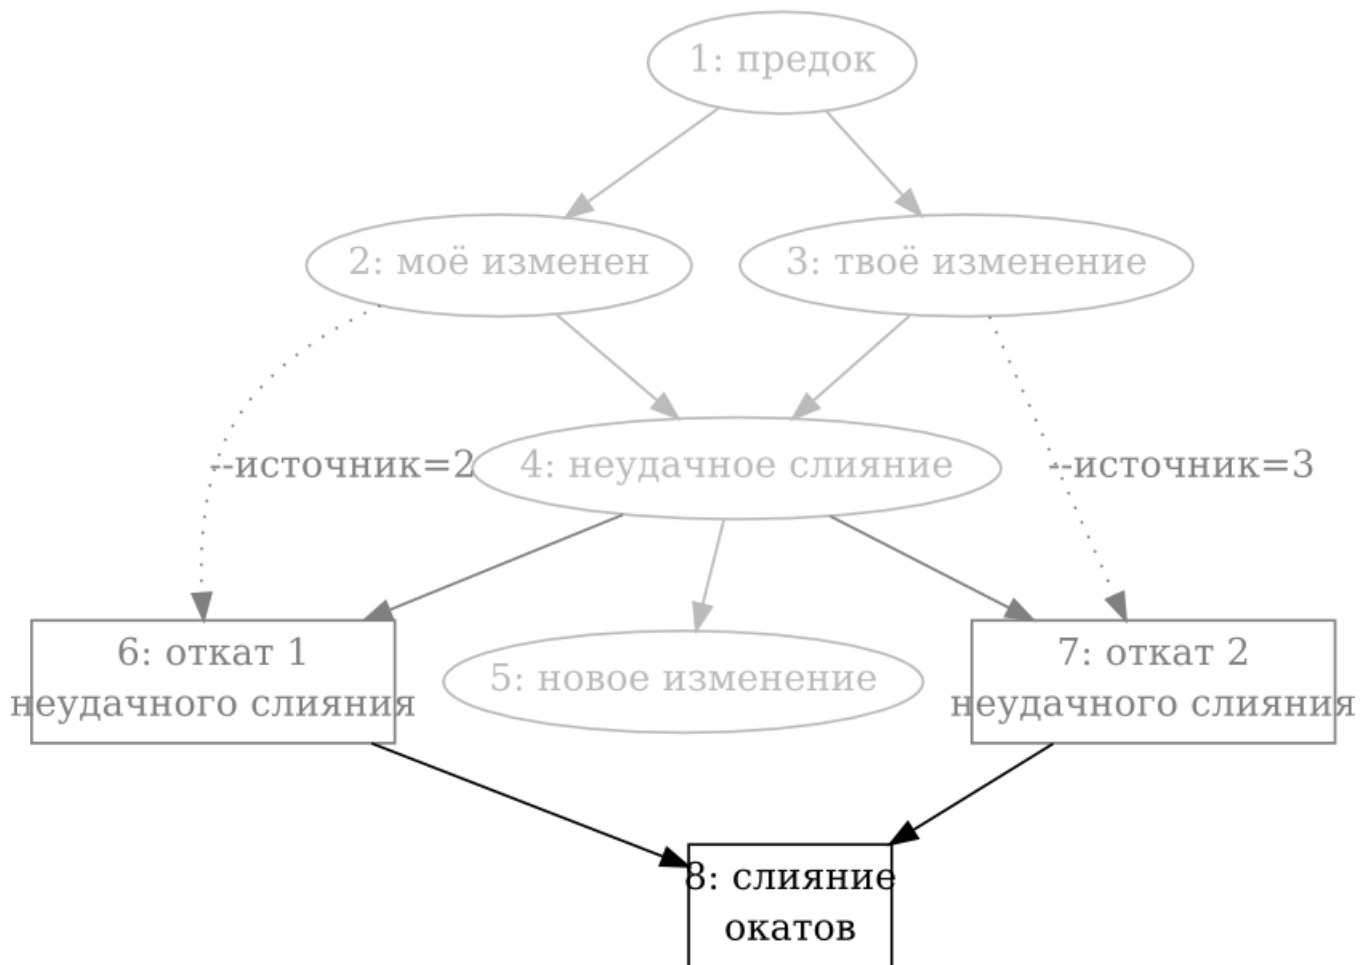 1: предок
2: моё изменен
3: твоё изменение
--источник=2
4: неудачное слияние
--источник=3
6: откат 1
неудачного слияния
5: новое изменение
7: откат 2
неудачного слияния
8: слияние
окатов